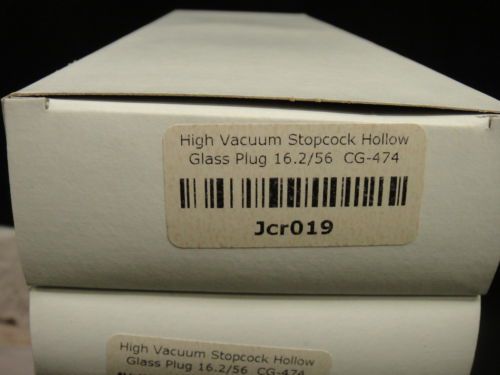 High Vacuum Stopcock Hollow
Glass Plug 16.2/56 CG-474
Jcr019
High Vacuum Stopcock Hollow
Glass Plug 16.2/56 CG-474